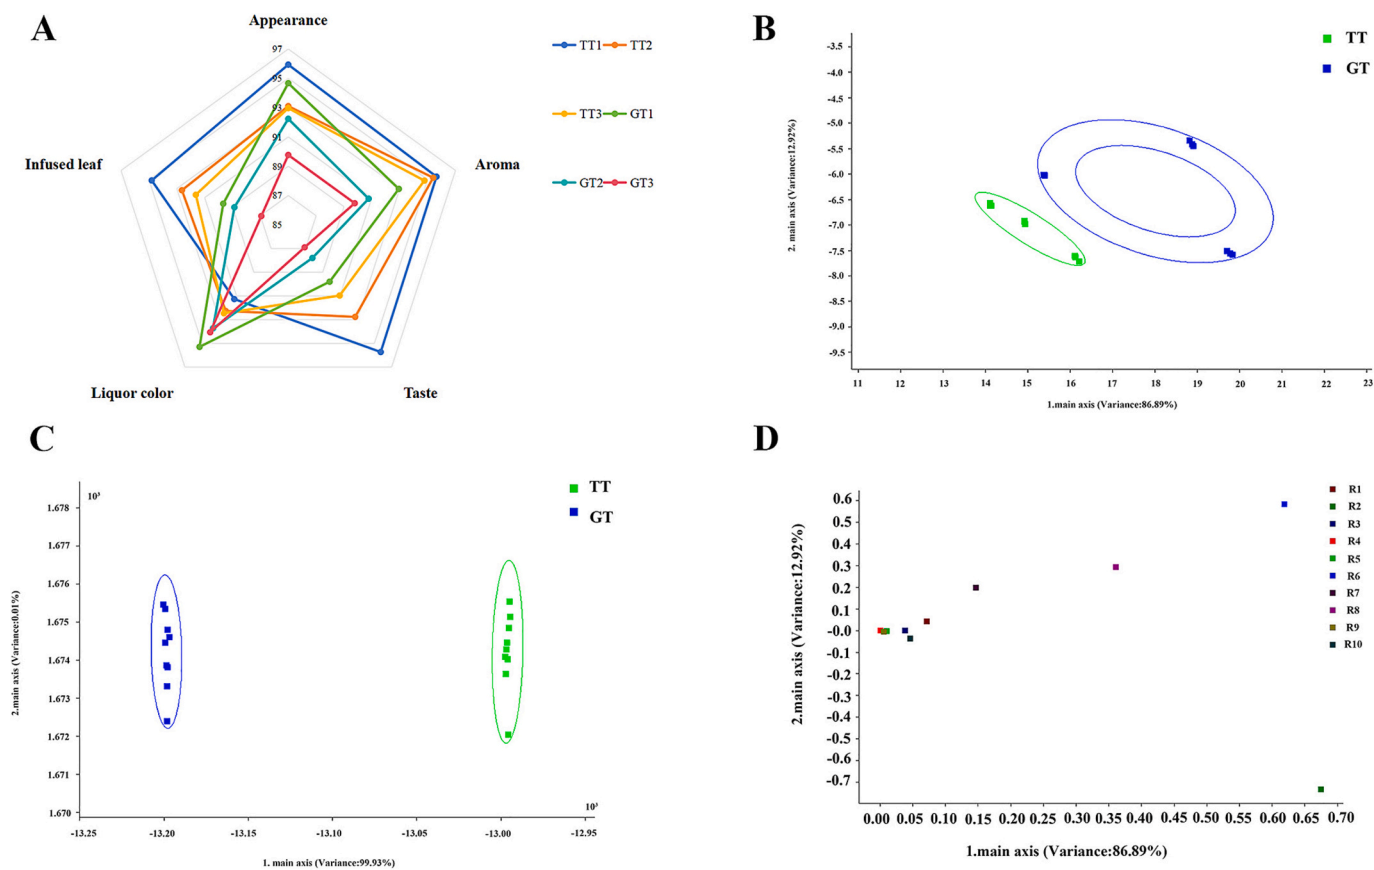 A
Appearance
97
95
93
91
89
87
85
Aroma
Taste
Liquor color
Infused leaf
TT1 TT2
TT3 GT1
GT2 GT3
B
TT
GT
-3.5
-4.0
-4.5
-5.0
-5.5
-6.0
-6.5
-7.0
-7.5
-8.0
-8.5
-9.0
-9.5
2. main axis (Variance:12.92%)
11 12 13 14 15 16 17 18 19 20 21 22 23
1.main axis (Variance:86.89%)
C
TT
GT
10³
1.678
1.677
1.676
1.675
1.674
1.673
1.672
1.671
1.670
2.main axis (Variance:0.01%)
10³
-13.25 -13.20 -13.15 -13.10 -13.05 -13.00 -12.95
1. main axis (Variance:99.93%)
D
R1
R2
R3
R4
R5
R6
R7
R8
R9
R10
0.6
0.5
0.4
0.3
0.2
0.1
-0.0
-0.1
-0.2
-0.3
-0.4
-0.5
-0.6
-0.7
2.main axis (Variance:12.92%)
0.00 0.05 0.10 0.15 0.20 0.25 0.30 0.35 0.40 0.45 0.50 0.55 0.60 0.65 0.70
1.main axis (Variance:86.89%)